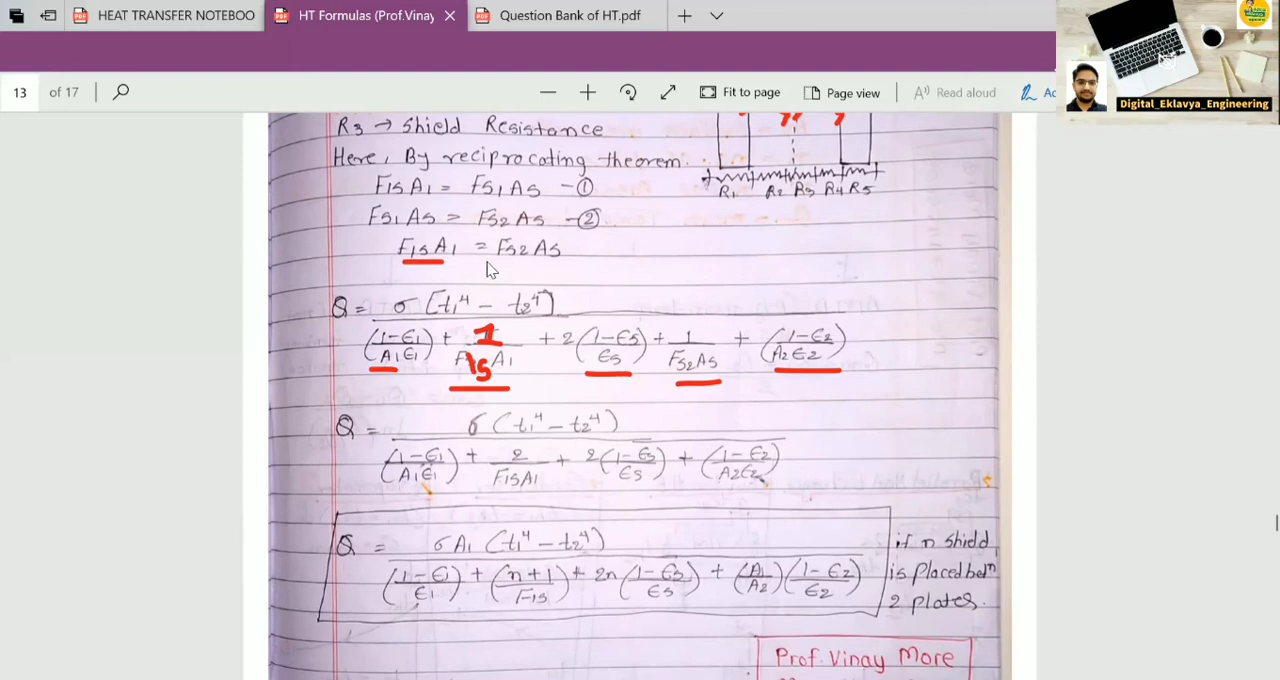 HEAT TRANSFER NOTEBOO
HT Formulas (Prof.Vinay
Question Bank of HT.pdf
13 of 17
Fit to page
Page view
Read aloud
Digital_Eklavya_Engineering
R3 → Shield Resistance
Here, By reciprocating theorem.
F1s A1 = Fs1 As - ①
Fs1 As = Fs2 As - ②
F1s A1 = Fs2 As
R1 R2 R3 R4 R5
Q = σ [t1⁴ - t2⁴]
(1-ϵ1 / A1ϵ1) + 1 / F1s A1 + 2 (1-ϵs / ϵs) + 1 / Fs2 As + (1-ϵ2 / A2ϵ2)
Q = σ (t1⁴ - t2⁴)
(1-ϵ1 / A1ϵ1) + 2 / F1s A1 + 2 (1-ϵs / ϵs) + (1-ϵ2 / A2ϵ2)
Q = σ A1 (t1⁴ - t2⁴)
(1-ϵ1 / ϵ1) + (n+1 / F1s) + 2n (1-ϵs / ϵs) + (A1 / A2) (1-ϵ2 / ϵ2)
if n shield
is placed betⁿ
2 plates.
Prof. Vinay More